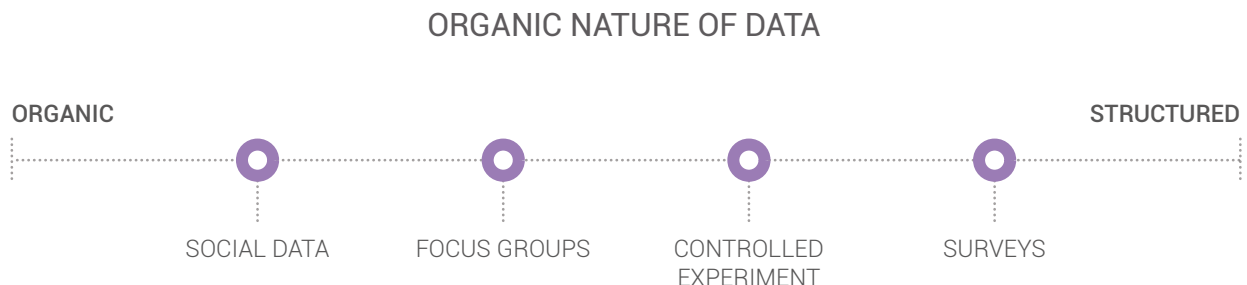 ORGANIC NATURE OF DATA
ORGANIC
STRUCTURED
SOCIAL DATA
FOCUS GROUPS
CONTROLLED
EXPERIMENT
SURVEYS